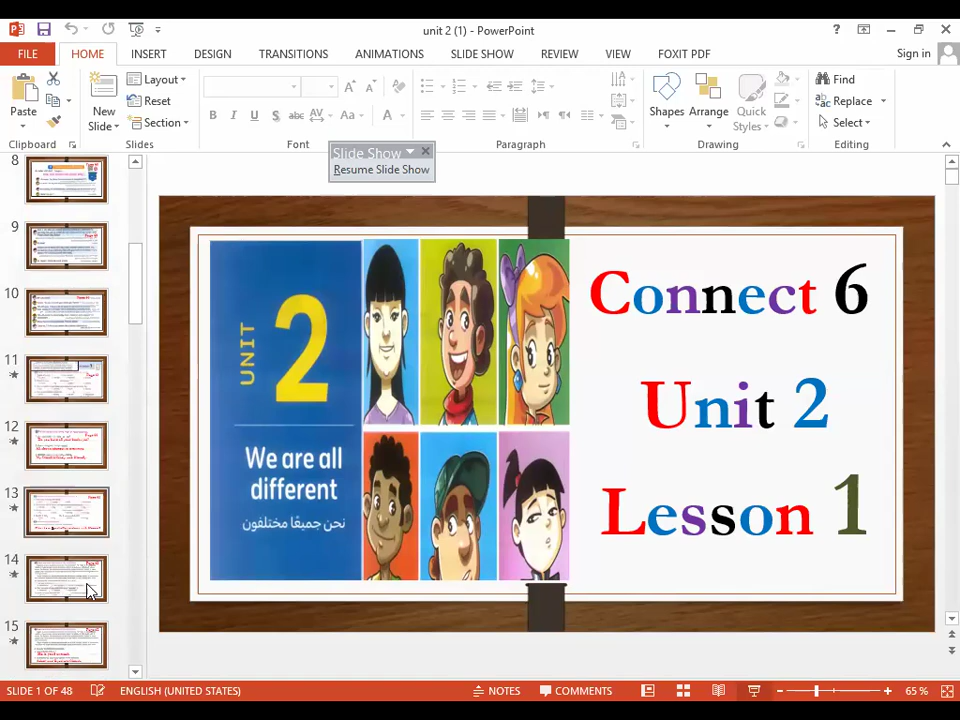 unit 2 (1) - PowerPoint
FILE
HOME
INSERT
DESIGN
TRANSITIONS
ANIMATIONS
SLIDE SHOW
REVIEW
VIEW
FOXIT PDF
Sign in
Paste
New
Slide
Layout
Reset
Section
Find
Replace
Select
Shapes
Arrange
Quick
Styles
Clipboard
Slides
Font
Paragraph
Drawing
Editing
Slide Show
Resume Slide Show
8
9
10
11
12
13
14
15
UNIT
2
We are all
different
نحن جميعًا مختلفون
Connect 6
Unit 2
Lesson 1
SLIDE 1 OF 48
ENGLISH (UNITED STATES)
NOTES
COMMENTS
65 %